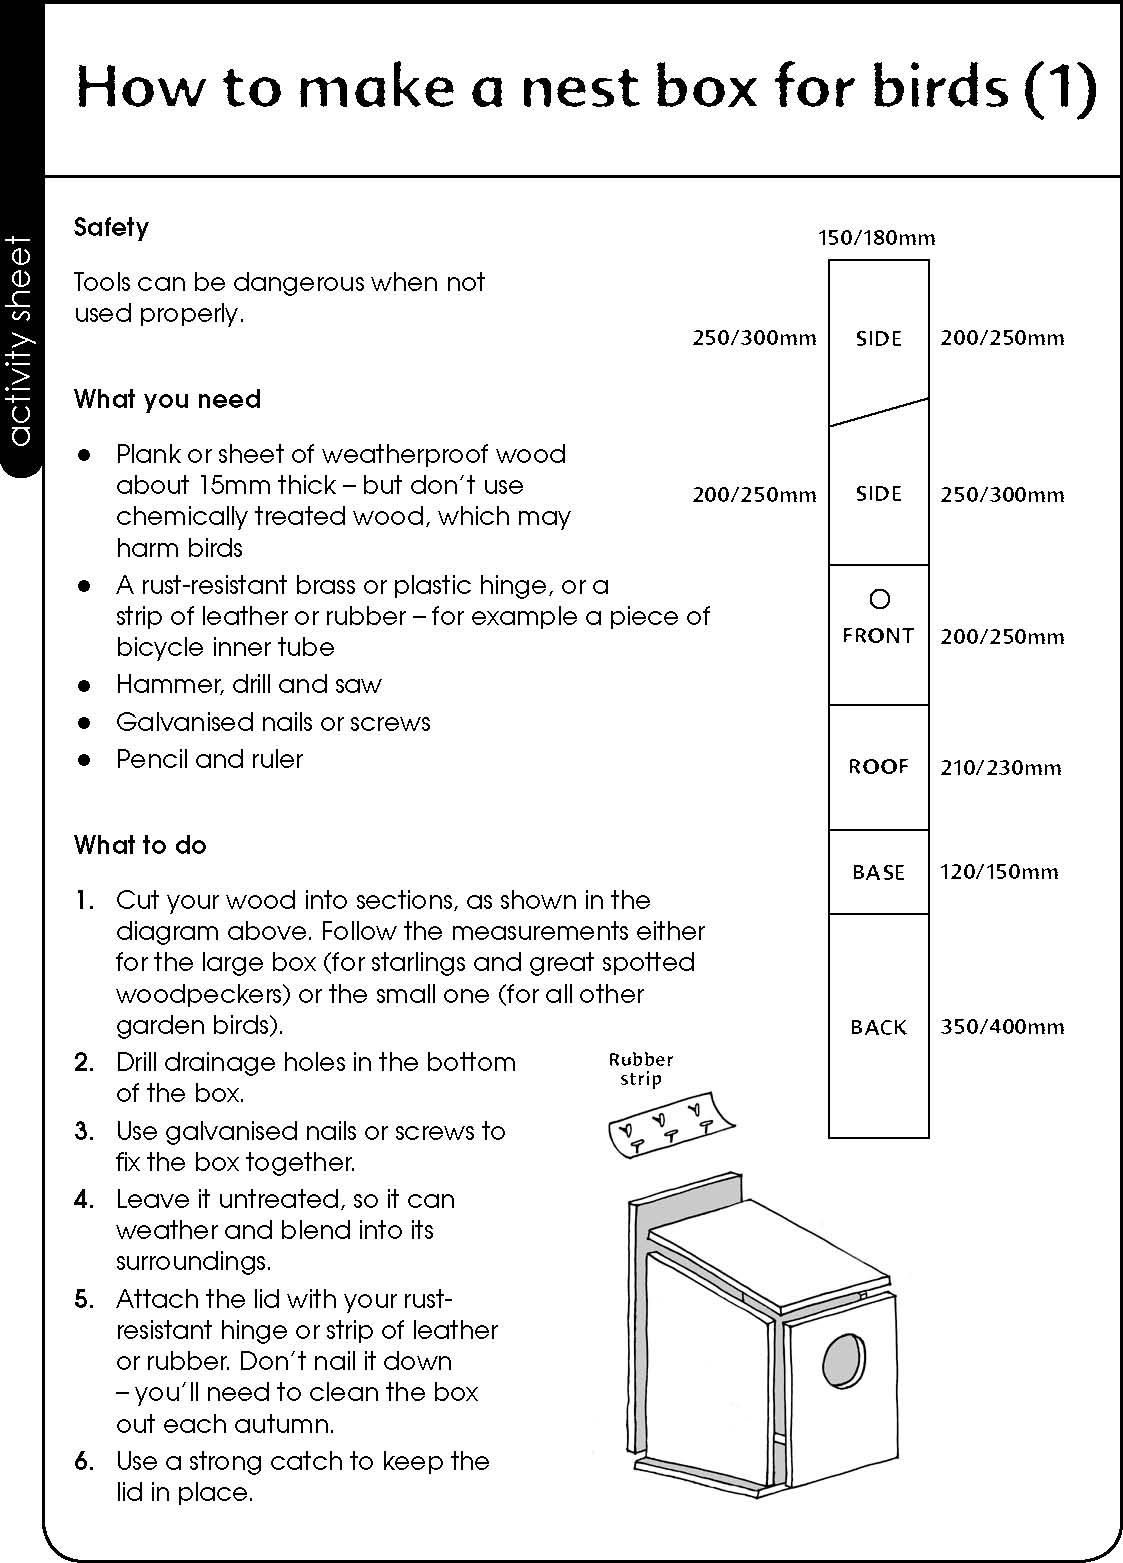 How to make a nest box for birds (1)
activity sheet
Safety
Tools can be dangerous when not
used properly.
What you need
● Plank or sheet of weatherproof wood
about 15mm thick – but don't use
chemically treated wood, which may
harm birds
● A rust-resistant brass or plastic hinge, or a
strip of leather or rubber – for example a piece of
bicycle inner tube
● Hammer, drill and saw
● Galvanised nails or screws
● Pencil and ruler
What to do
1. Cut your wood into sections, as shown in the
diagram above. Follow the measurements either
for the large box (for starlings and great spotted
woodpeckers) or the small one (for all other
garden birds).
2. Drill drainage holes in the bottom
of the box.
3. Use galvanised nails or screws to
fix the box together.
4. Leave it untreated, so it can
weather and blend into its
surroundings.
5. Attach the lid with your rust-
resistant hinge or strip of leather
or rubber. Don't nail it down
– you'll need to clean the box
out each autumn.
6. Use a strong catch to keep the
lid in place.
150/180mm
250/300mm SIDE 200/250mm
200/250mm SIDE 250/300mm
FRONT 200/250mm
ROOF 210/230mm
BASE 120/150mm
BACK 350/400mm
Rubber
strip